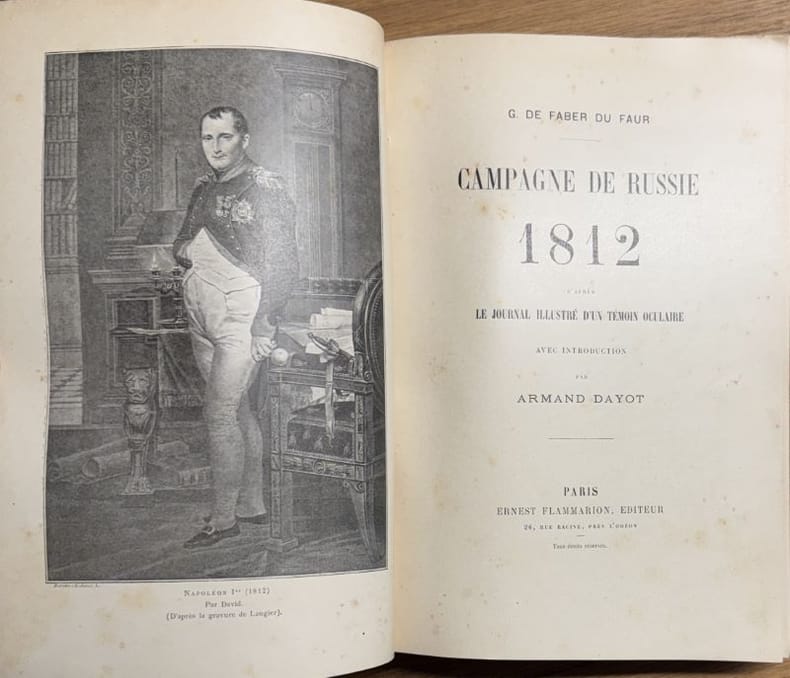 NAPOLÉON Iᵉʳ (1812)
Par David.
(D'après la gravure de Laugier).
G. DE FABER DU FAUR
CAMPAGNE DE RUSSIE
1812
D'APRÈS
LE JOURNAL ILLUSTRÉ D'UN TÉMOIN OCULAIRE
AVEC INTRODUCTION
PAR
ARMAND DAYOT
PARIS
ERNEST FLAMMARION, EDITEUR
26, RUE RACINE, PRÈS L'ODÉON
Tous droits réservés.